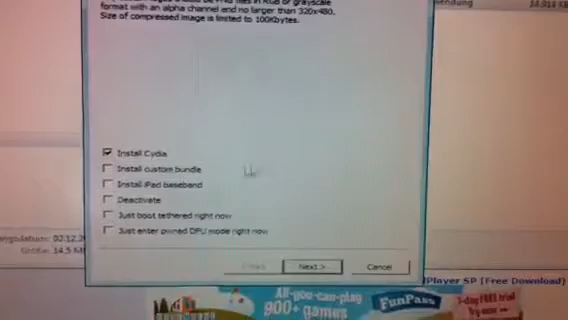 format with an alpha channel and no larger than 320x480.
Size of compressed image is limited to 100Kbytes.
Install Cydia
Install custom bundle
Install iPad baseband
Deactivate
Just boot tethered right now
Just enter pwned DFU mode right now
Next >
Cancel
Player SP [Free Download]
All-you-can-play
900+ games
FunPass